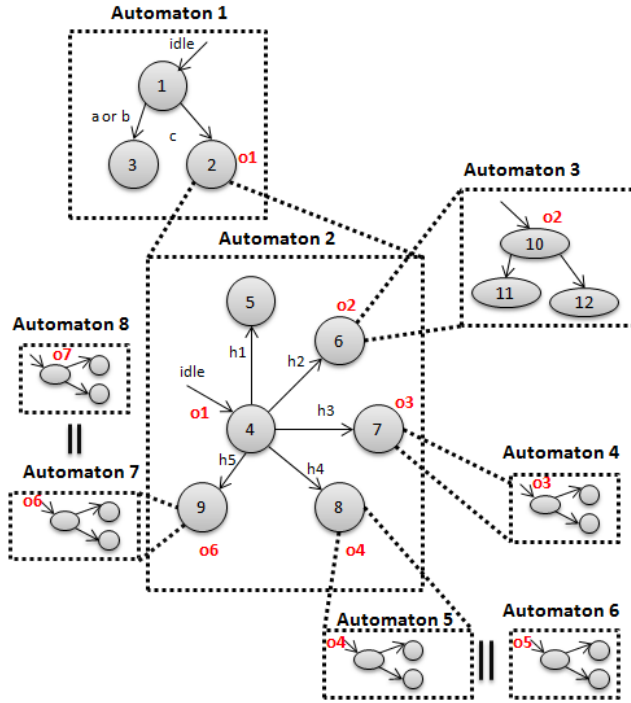 Automaton 1
idle
1
a or b
c
3
2
o1
Automaton 3
o2
10
11
12
Automaton 2
5
o2
6
h1
h2
idle
o1
4
h3
o3
7
h5
h4
9
o6
8
o4
Automaton 8
o7
Automaton 7
o6
Automaton 4
o3
Automaton 5
o4
Automaton 6
o5